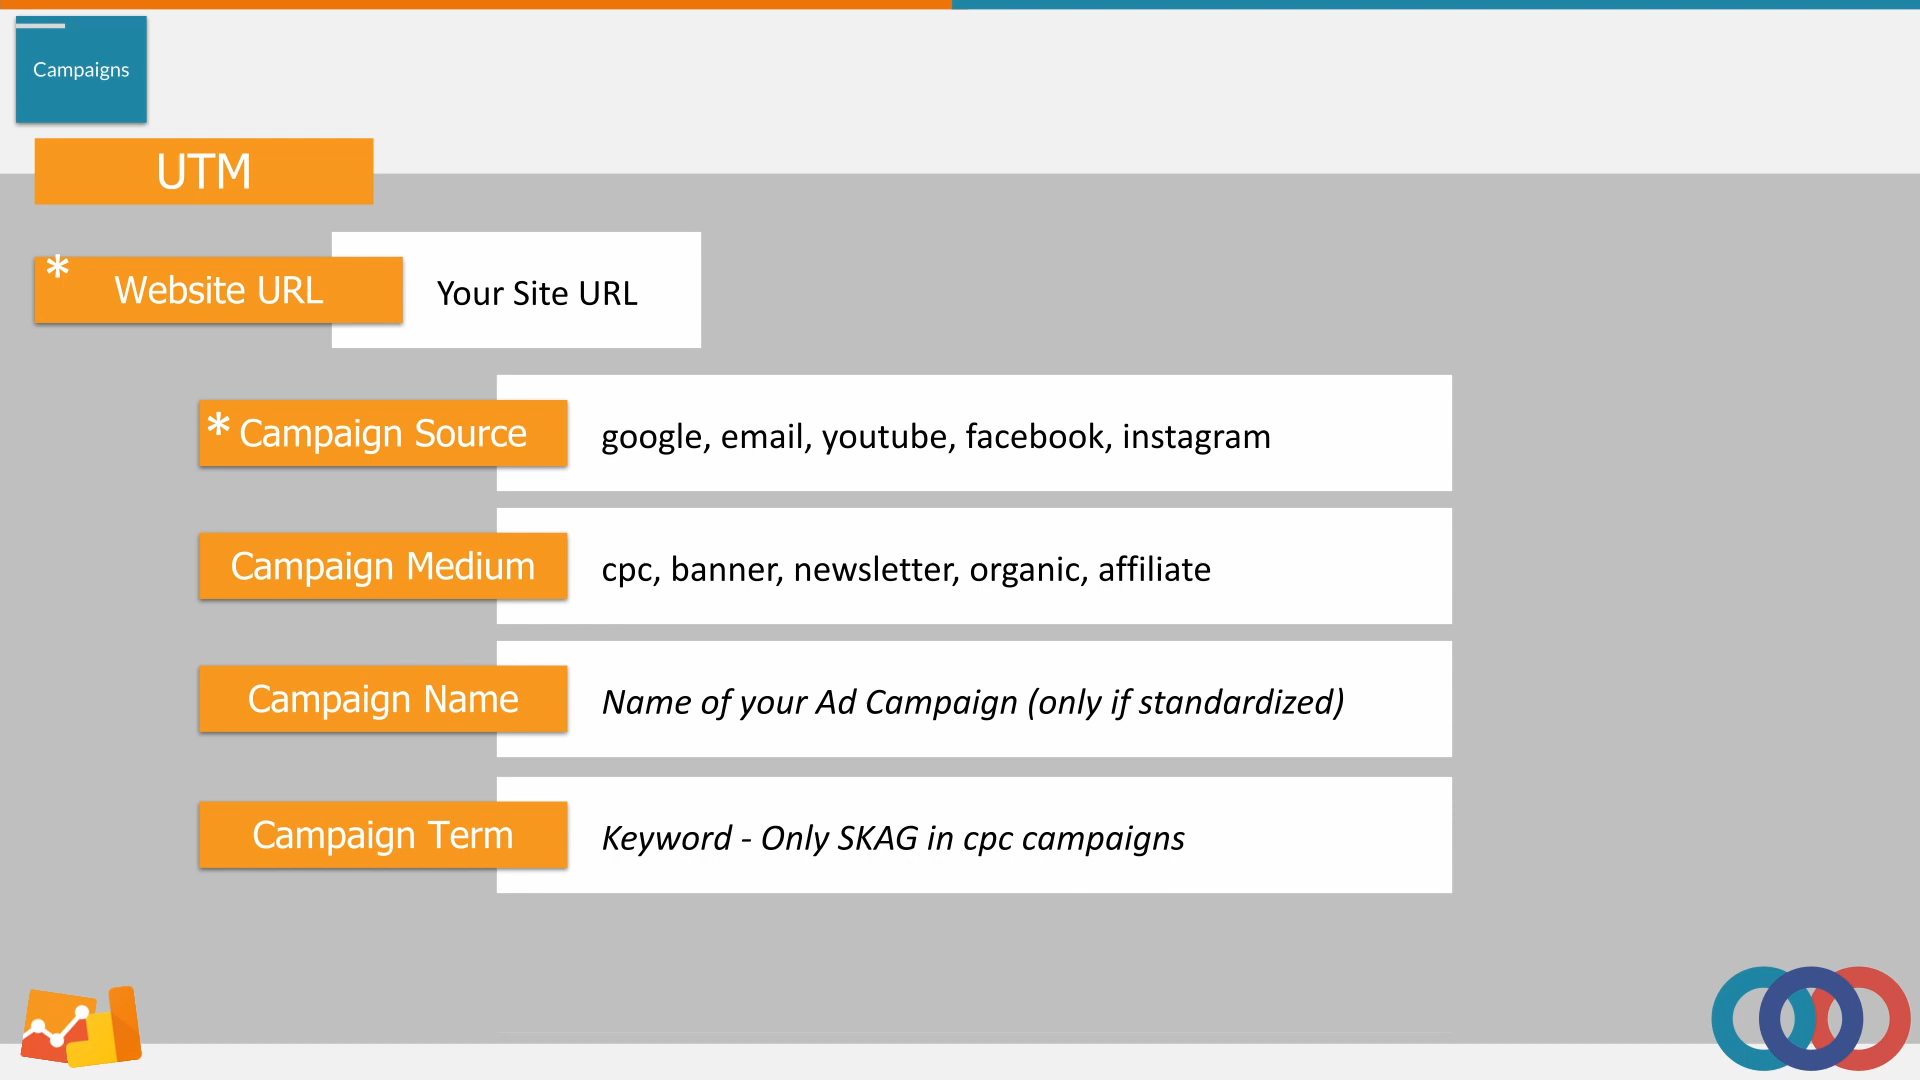 Campaigns
UTM
* Website URL
Your Site URL
* Campaign Source
google, email, youtube, facebook, instagram
Campaign Medium
cpc, banner, newsletter, organic, affiliate
Campaign Name
Name of your Ad Campaign (only if standardized)
Campaign Term
Keyword - Only SKAG in cpc campaigns